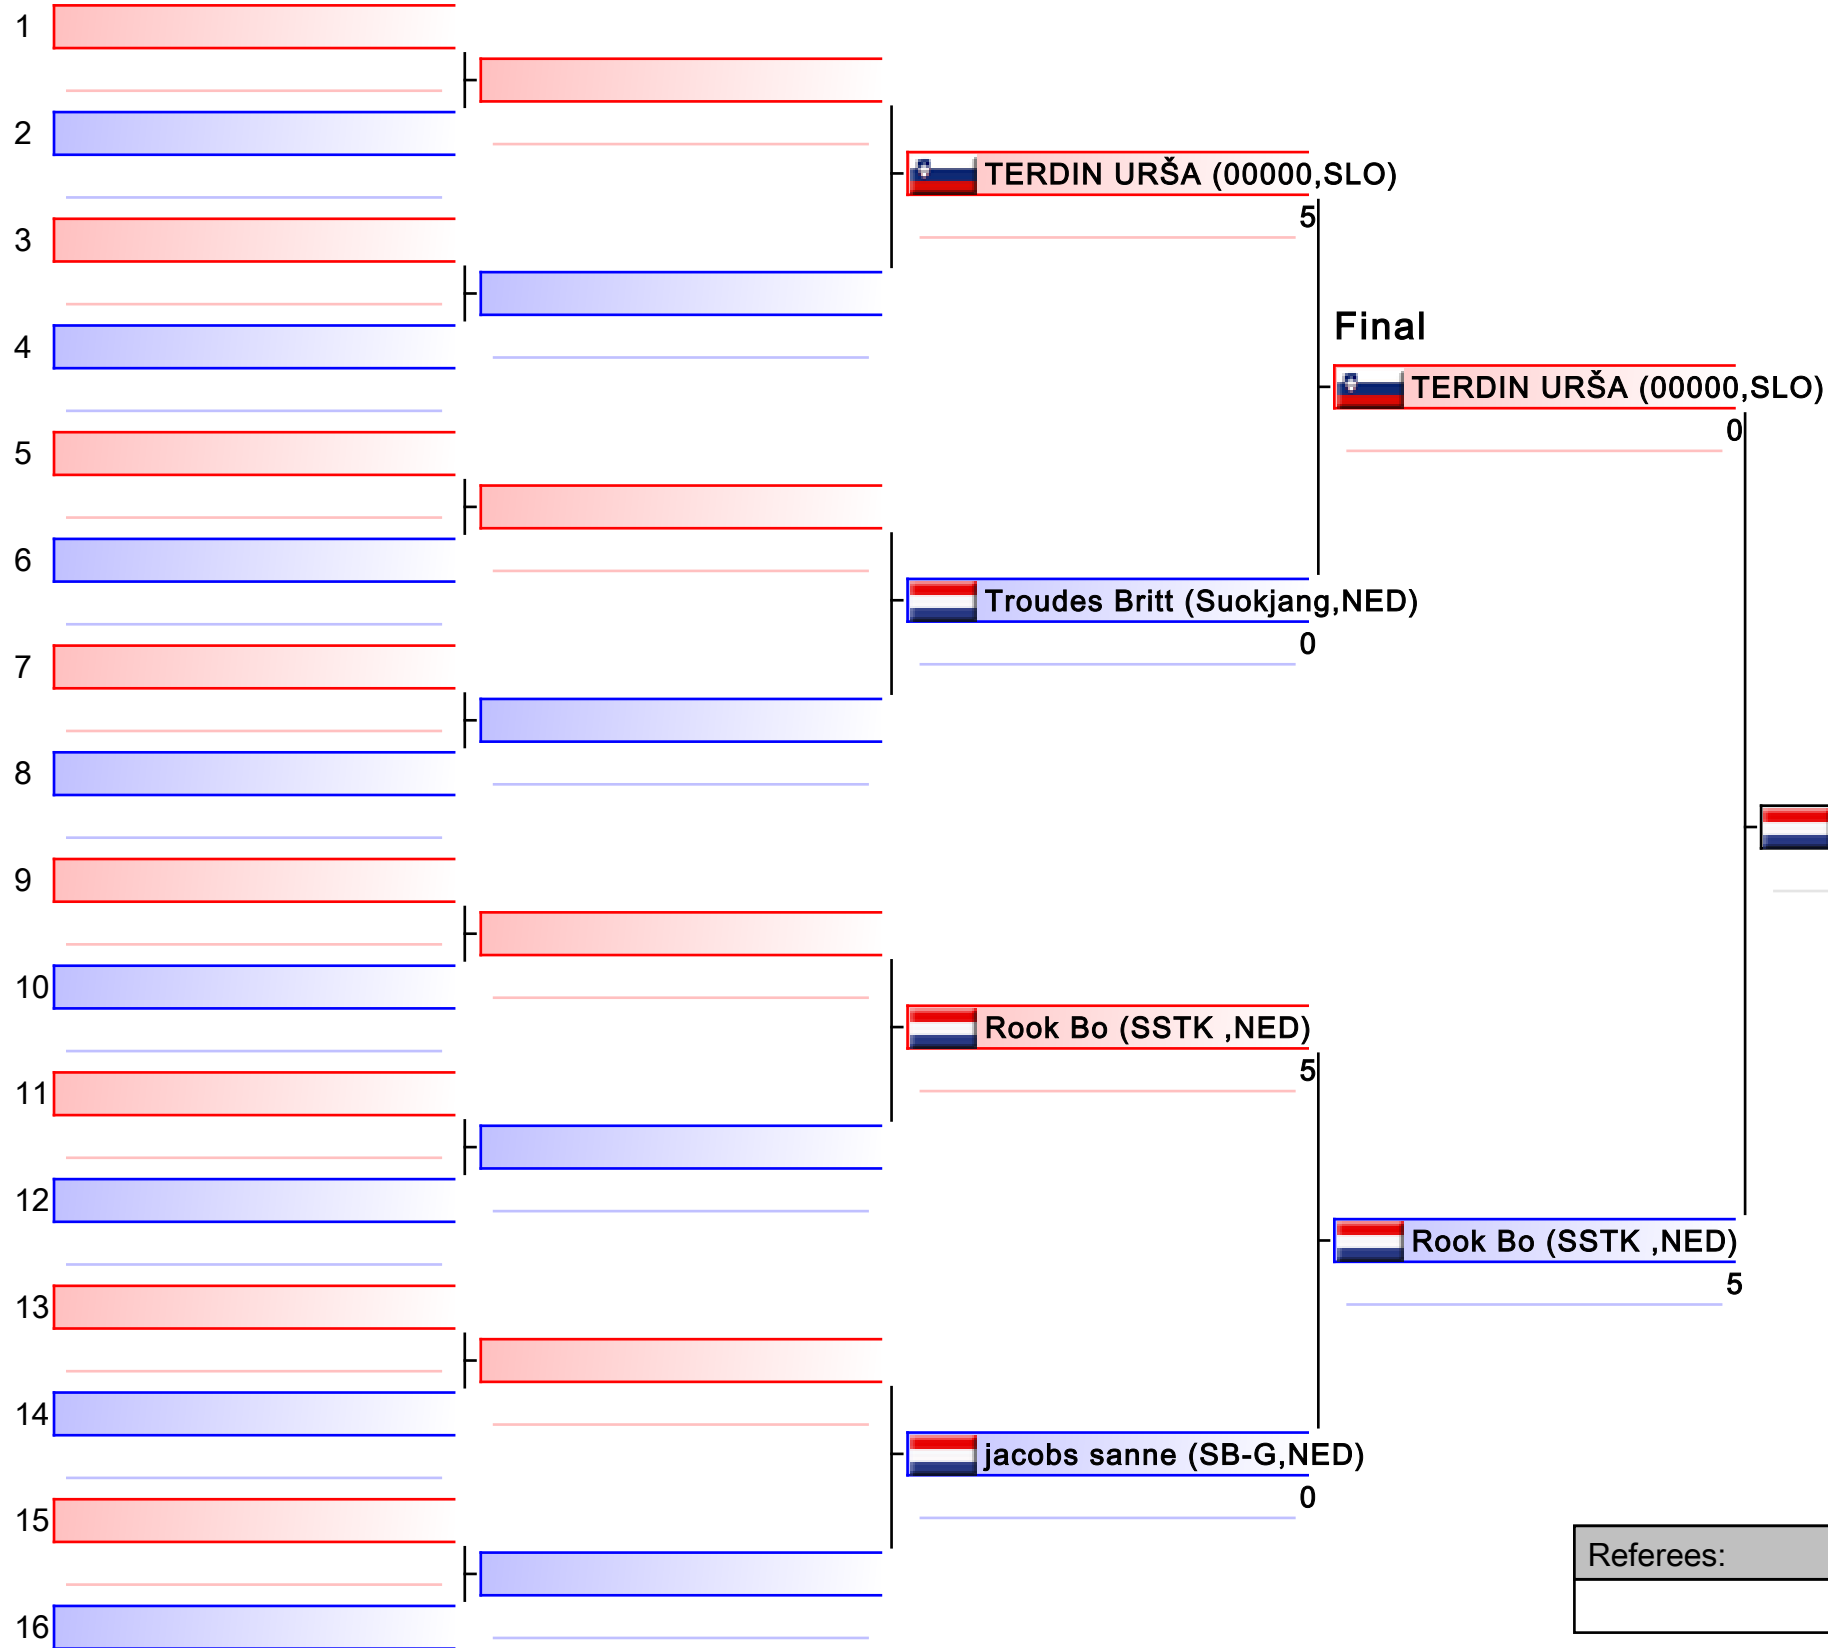 1
2
TERDIN URŠA (00000,SLO)
5
3
Final
4
TERDIN URŠA (00000,SLO)
0
5
6
Troudes Britt (Suokjang,NED)
0
7
8
9
10
Rook Bo (SSTK ,NED)
5
11
12
Rook Bo (SSTK ,NED)
5
13
14
jacobs sanne (SB-G,NED)
0
15
Referees:
16